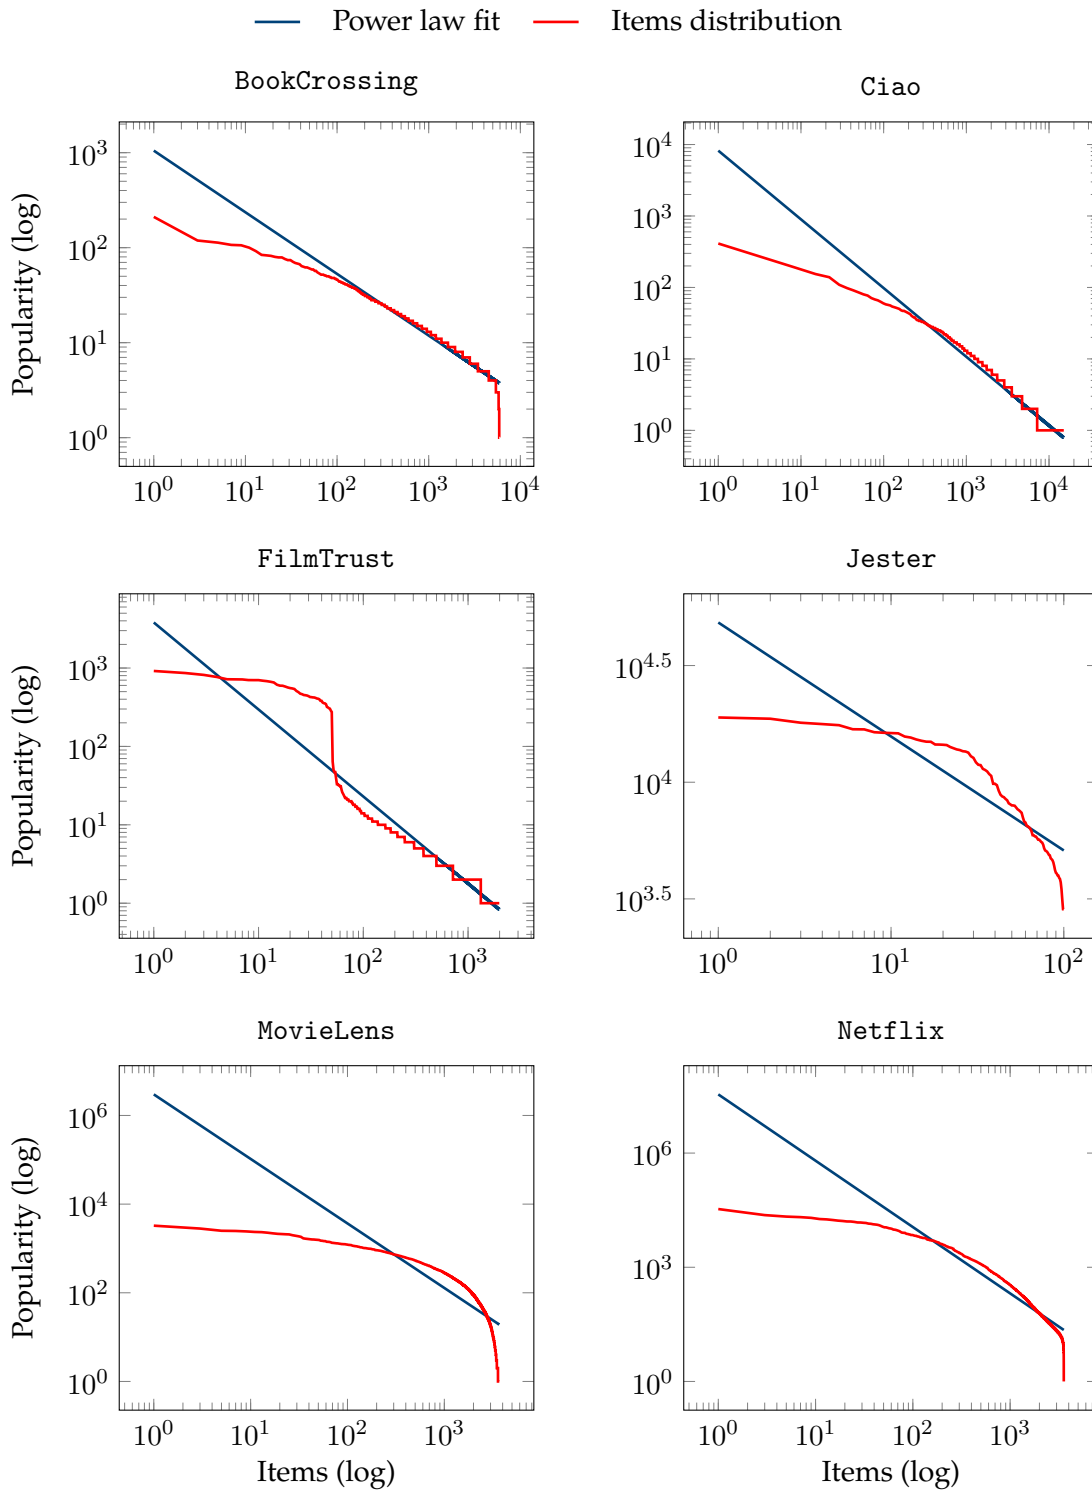 Power law fit Items distribution
BookCrossing
Popularity (log)
10^3
10^2
10^1
10^0
10^0 10^1 10^2 10^3 10^4
Ciao
10^4
10^3
10^2
10^1
10^0
10^0 10^1 10^2 10^3 10^4
FilmTrust
Popularity (log)
10^3
10^2
10^1
10^0
10^0 10^1 10^2 10^3
Jester
10^4.5
10^4
10^3.5
10^0 10^1 10^2
MovieLens
Popularity (log)
10^6
10^4
10^2
10^0
10^0 10^1 10^2 10^3
Items (log)
Netflix
10^6
10^3
10^0
10^0 10^1 10^2 10^3
Items (log)